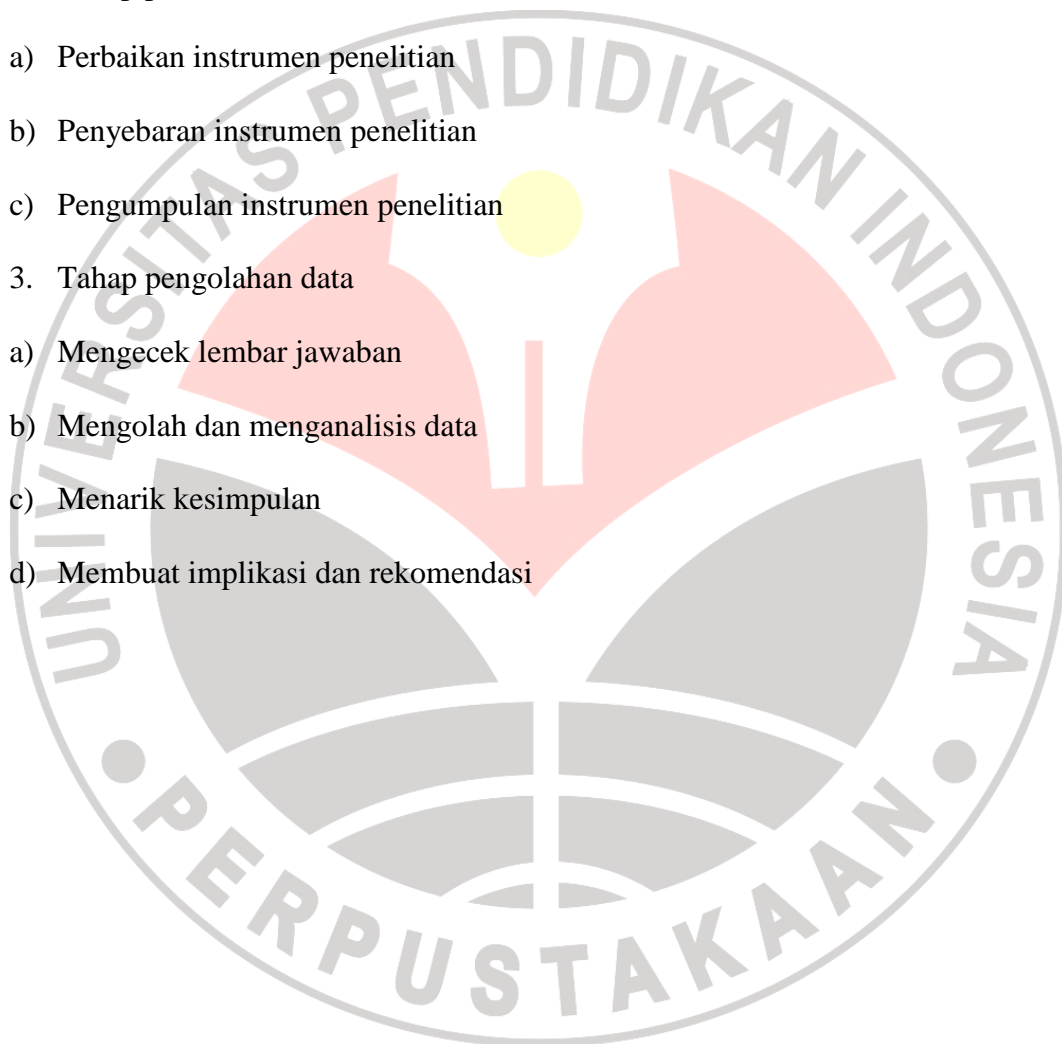 a) Perbaikan instrumen penelitian
b) Penyebaran instrumen penelitian
c) Pengumpulan instrumen penelitian
3. Tahap pengolahan data
a) Mengecek lembar jawaban
b) Mengolah dan menganalisis data
c) Menarik kesimpulan
d) Membuat implikasi dan rekomendasi
UNIVERSITAS PENDIDIKAN INDONESIA
PERPUSTAKAAN